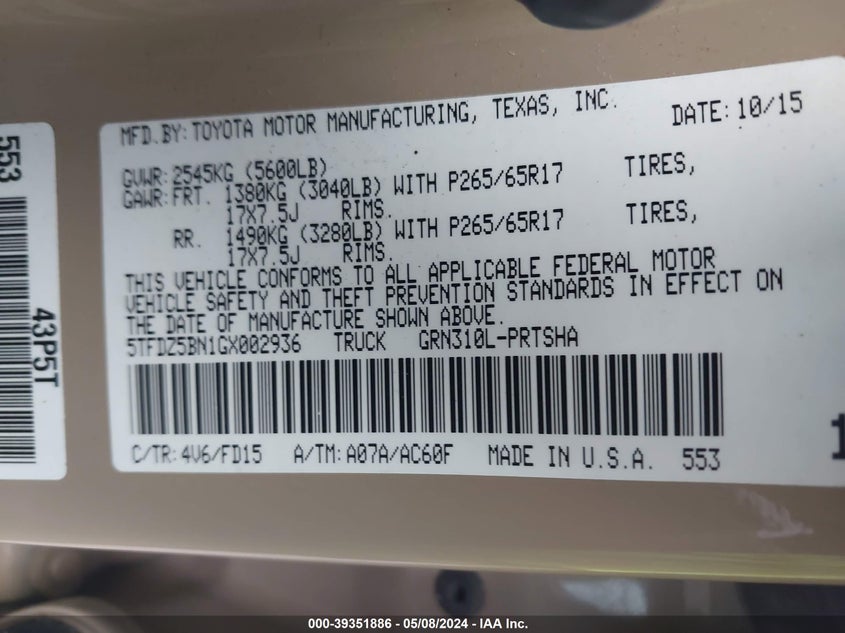 MFD.BY:TOYOTA MOTOR MANUFACTURING, TEXAS, INC. DATE:10/15
GVWR:2545KG (5600LB)
GAWR:FRT. 1380KG (3040LB) WITH P265/65R17 TIRES,
17X7.5J RIMS.
RR. 1490KG (3280LB) WITH P265/65R17 TIRES,
17X7.5J RIMS.
THIS VEHICLE CONFORMS TO ALL APPLICABLE FEDERAL MOTOR
VEHICLE SAFETY AND THEFT PREVENTION STANDARDS IN EFFECT ON
THE DATE OF MANUFACTURE SHOWN ABOVE.
5TFDZ5BN1GX002936 TRUCK GRN310L-PRTSHA
C/TR:4V6/FD15 A/TM:A07A/AC60F MADE IN U.S.A. 553
553
43P5T
000-39351886 - 05/08/2024 - IAA Inc.